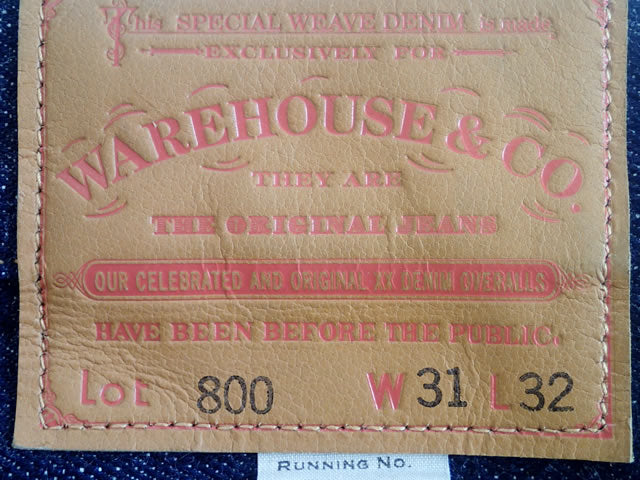 This SPECIAL WEAVE DENIM is made
EXCLUSIVELY FOR
WAREHOUSE & CO.
THEY ARE
THE ORIGINAL JEANS
OUR CELEBRATED AND ORIGINAL XX DENIM OVERALLS
HAVE BEEN BEFORE THE PUBLIC.
Lot 800 W 31 L 32
RUNNING No.